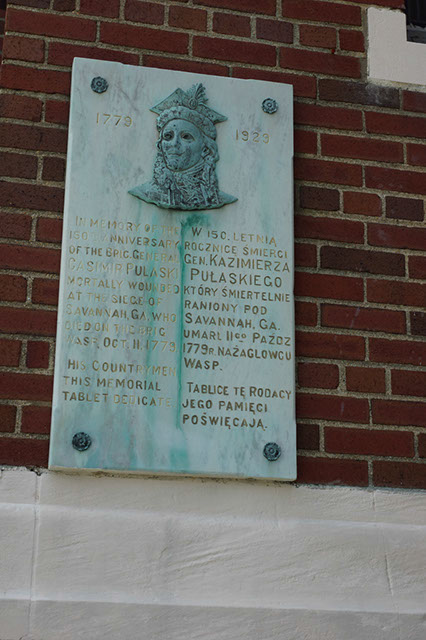 1779 1929
IN MEMORY OF THE
150TH ANNIVERSARY
OF THE BRIG. GENERAL
CASIMIR PULASKI
MORTALLY WOUNDED
AT THE SIEGE OF
SAVANNAH, GA. WHO
DIED ON THE BRIG
WASP, OCT. 11, 1779.
HIS COUNTRYMEN
THIS MEMORIAL
TABLET DEDICATE
W 150. LETNIĄ
ROCZNICĘ ŚMIERCI
GEN. KAZIMIERZA
PUŁASKIEGO
KTÓRY ŚMIERTELNIE
RANIONY POD
SAVANNAH, GA.
UMARŁ 11GO PAŹDZ
1779 R. NA ŻAGLOWCU
WASP.
TABLICĘ TĘ RODACY
JEGO PAMIĘCI
POŚWIĘCAJĄ.